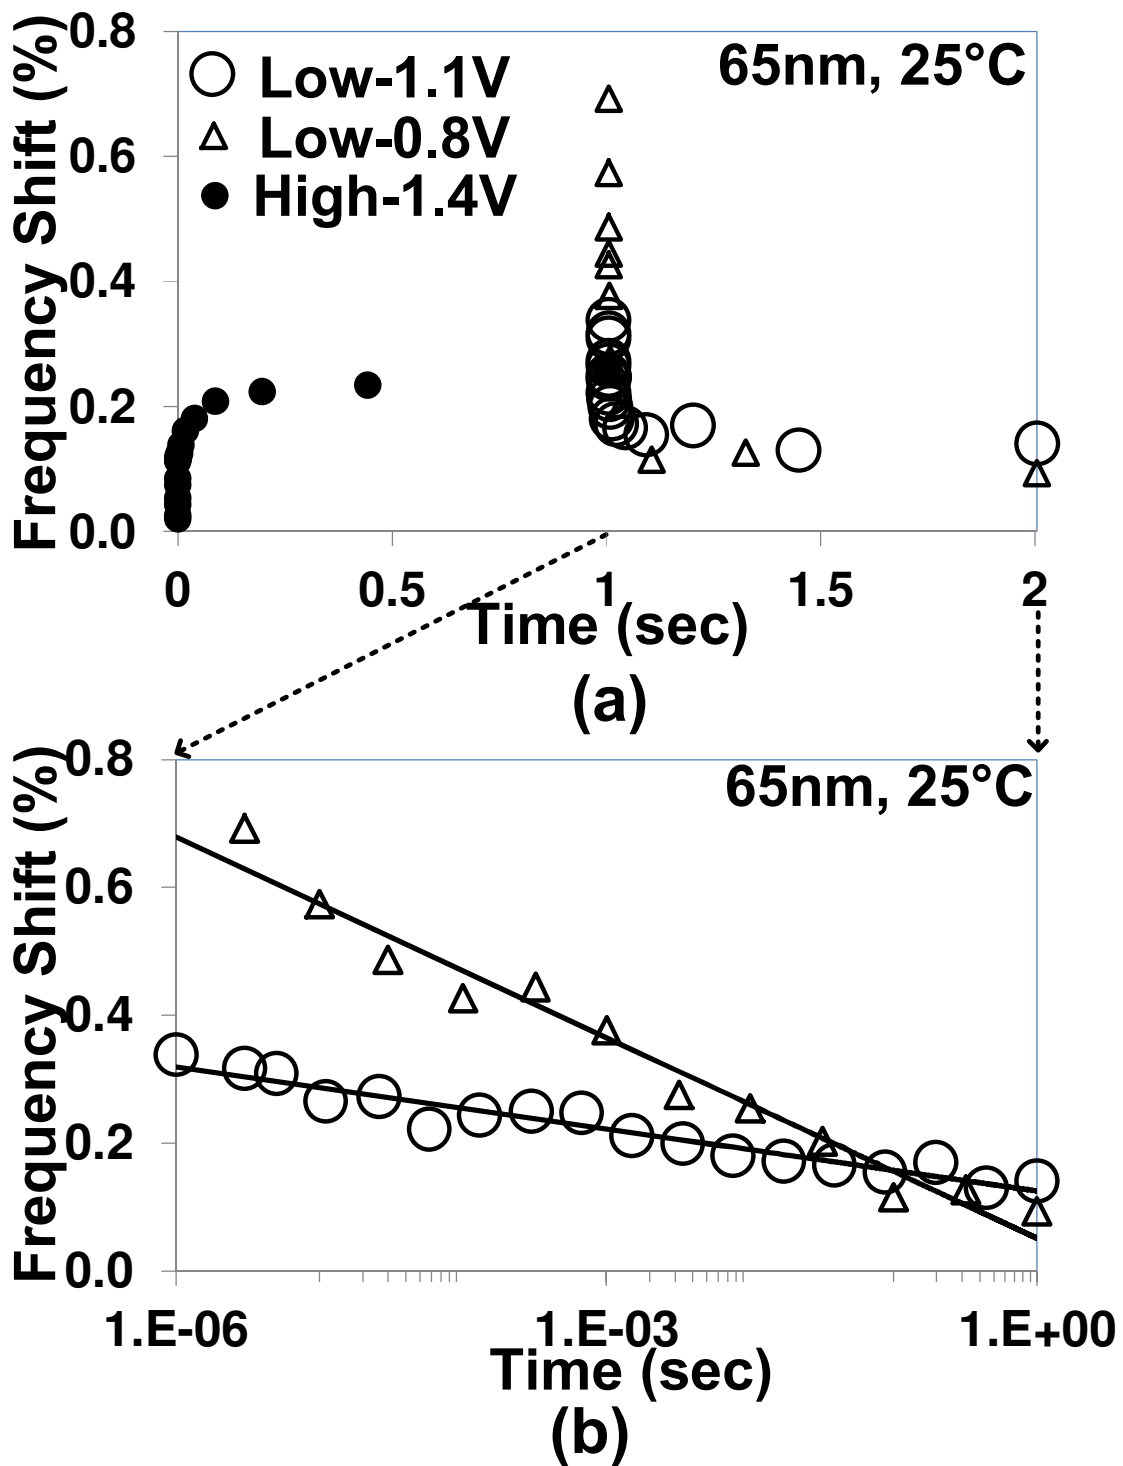 Frequency Shift (%)
0.8
0.6
0.4
0.2
0.0
Low-1.1V
Low-0.8V
High-1.4V
65nm, 25°C
0 0.5 1 1.5 2
Time (sec)
(a)
Frequency Shift (%)
0.8
0.6
0.4
0.2
0.0
65nm, 25°C
1.E-06 1.E-03 1.E+00
Time (sec)
(b)